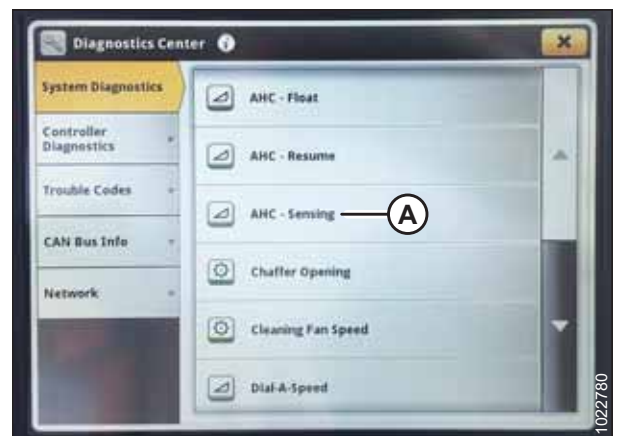 Diagnostics Center
System Diagnostics
Controller
Diagnostics
Trouble Codes
CAN Bus Info
Network
AHC - Float
AHC - Resume
AHC - Sensing
A
Chaffer Opening
Cleaning Fan Speed
Dial-A-Speed
1022780